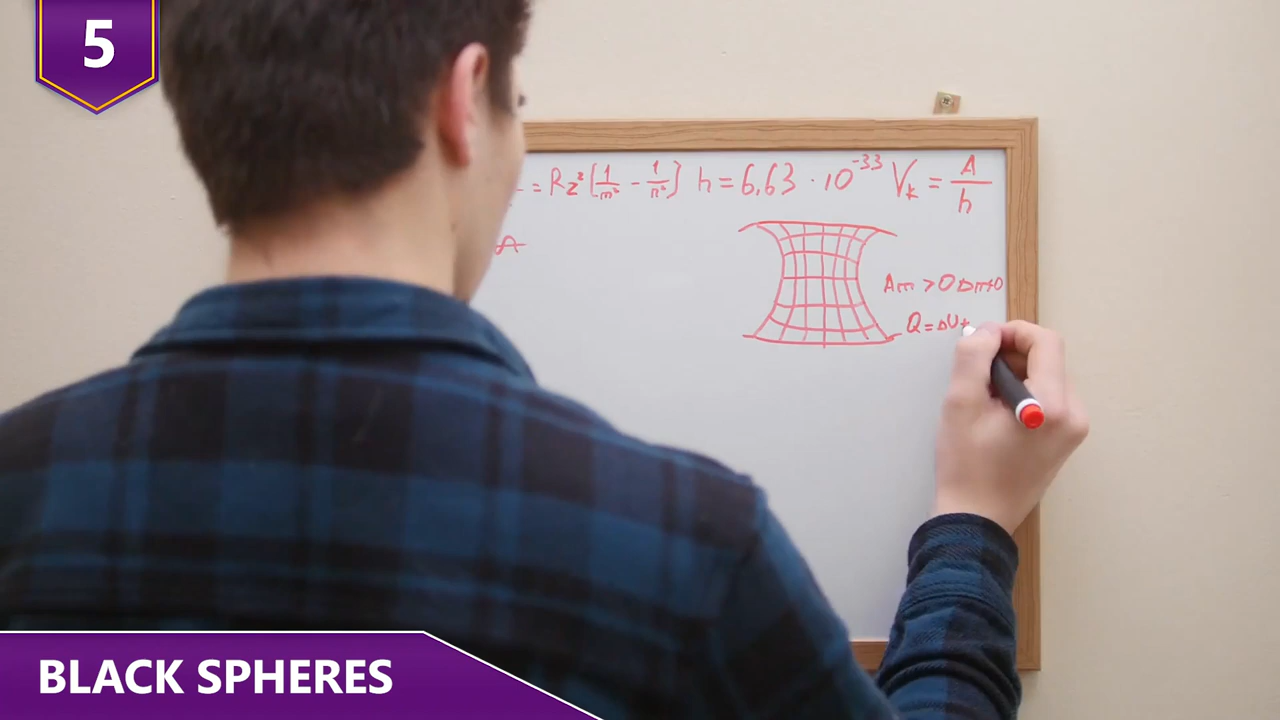 5
= Rz²(1/m² − 1/n²) h = 6,63 · 10⁻³³ Vₖ = A/h
Am > 0 Δm≠0
Q = ΔU+
BLACK SPHERES